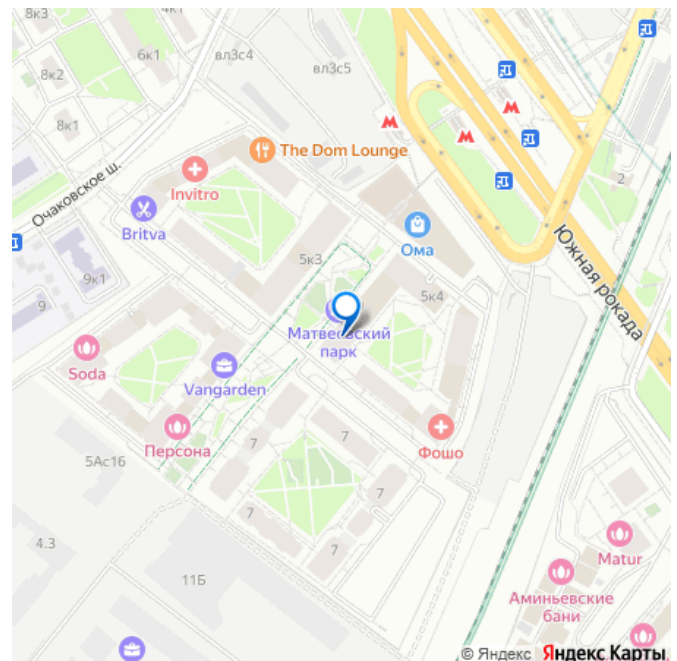 8к3
4к1
6к1
вл3с4
вл3с5
8к2
8к1
The Dom Lounge
Invitro
Очаковское ш.
Britva
Ома
2
Южная рокада
5к3
9к1
5к4
9
Матвеевский
парк
Soda
Vangarden
Персона
7
7
Фошо
5Ас16
7
7
7
4.3
11Б
Matur
Аминьевские
бани
© Яндекс Яндекс Карты